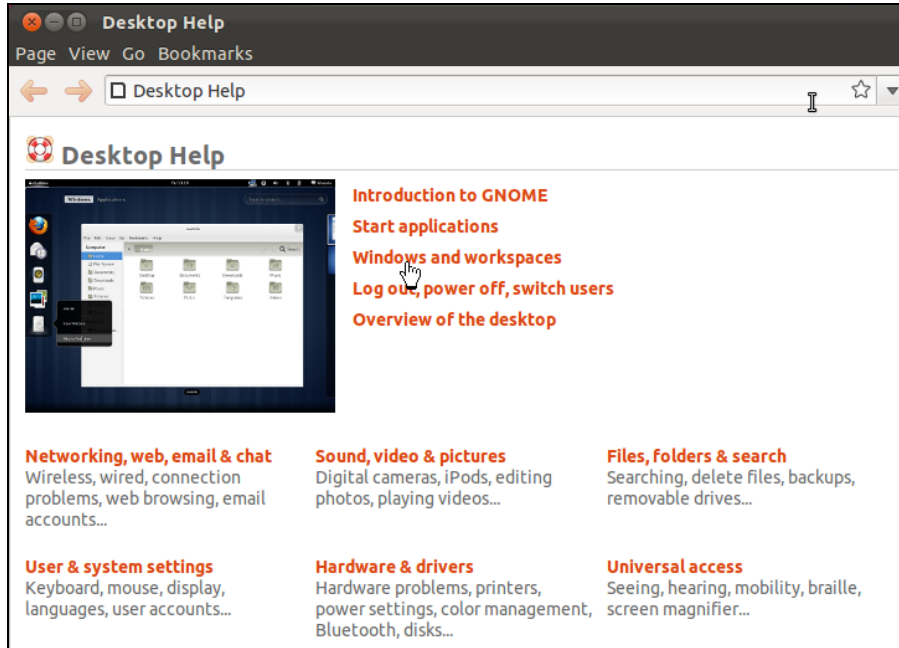 Desktop Help
Page View Go Bookmarks
Desktop Help
Desktop Help
Introduction to GNOME
Start applications
Windows and workspaces
Log out, power off, switch users
Overview of the desktop
Networking, web, email & chat
Wireless, wired, connection
problems, web browsing, email
accounts...
Sound, video & pictures
Digital cameras, iPods, editing
photos, playing videos...
Files, folders & search
Searching, delete files, backups,
removable drives...
User & system settings
Keyboard, mouse, display,
languages, user accounts...
Hardware & drivers
Hardware problems, printers,
power settings, color management,
Bluetooth, disks...
Universal access
Seeing, hearing, mobility, braille,
screen magnifier...